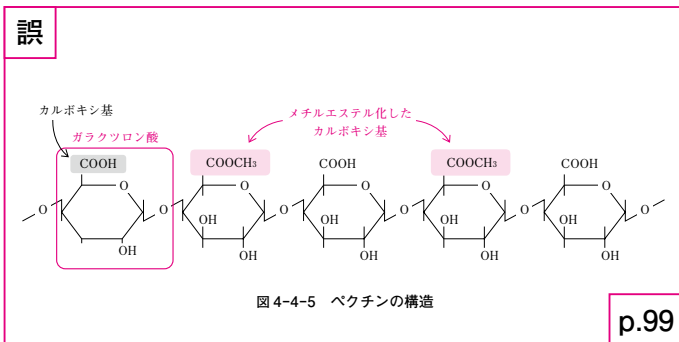 誤
カルボキシ基
メチルエステル化した
カルボキシ基
ガラクツロン酸
COOH COOCH₃ COOH COOCH₃ COOH
O O O O O
O O O O O O
OH OH OH OH
OH OH OH OH OH
図 4-4-5 ペクチンの構造
p.99